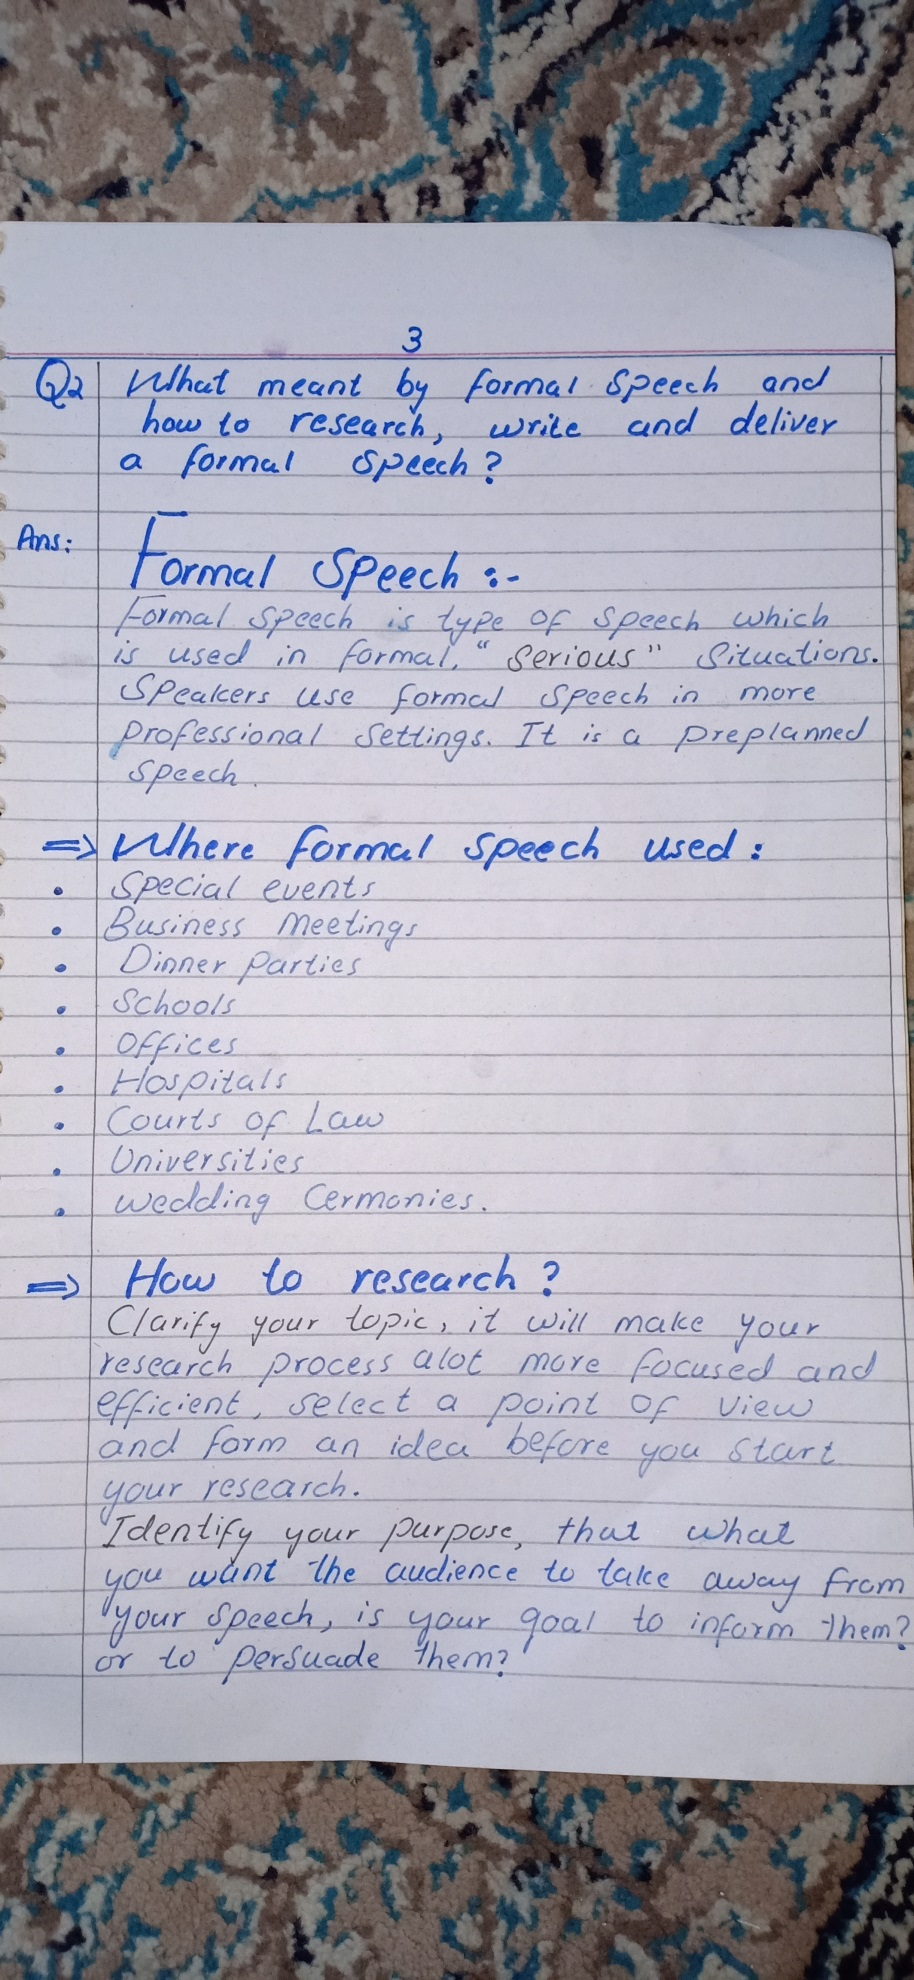 3
Q2 What meant by formal speech and
how to research, write and deliver
a formal speech?
Ans:
Formal Speech :-
Formal speech is type of speech which
is used in formal, "serious" situations.
Speakers use formal speech in more
professional settings. It is a preplanned
speech.
⇒ Where formal speech used:
• Special events
• Business Meetings
• Dinner Parties
• Schools
• Offices
• Hospitals
• Courts of Law
• Universities
• Wedding Cermonies.
⇒ How to research?
Clarify your topic, it will make your
research process alot more focused and
efficient, select a point of view
and form an idea before you start
your research.
Identify your purpose, that what
you want the audience to take away from
your speech, is your goal to inform them?
or to persuade them?